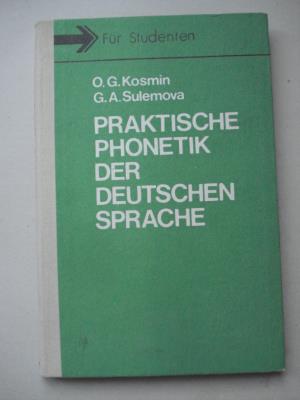 Für Studenten
O. G. Kosmin
G. A. Sulemova
PRAKTISCHE
PHONETIK
DER
DEUTSCHEN
SPRACHE